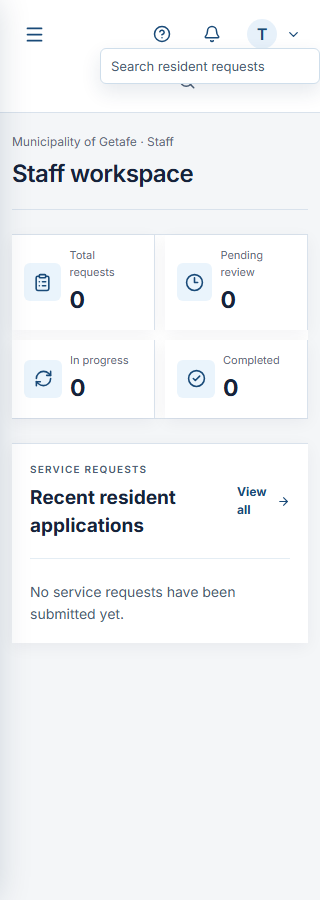 T
Search resident requests
Municipality of Getafe · Staff
Staff workspace
Total
requests
0
Pending
review
0
In progress
0
Completed
0
SERVICE REQUESTS
Recent resident
applications
View
all
No service requests have been
submitted yet.